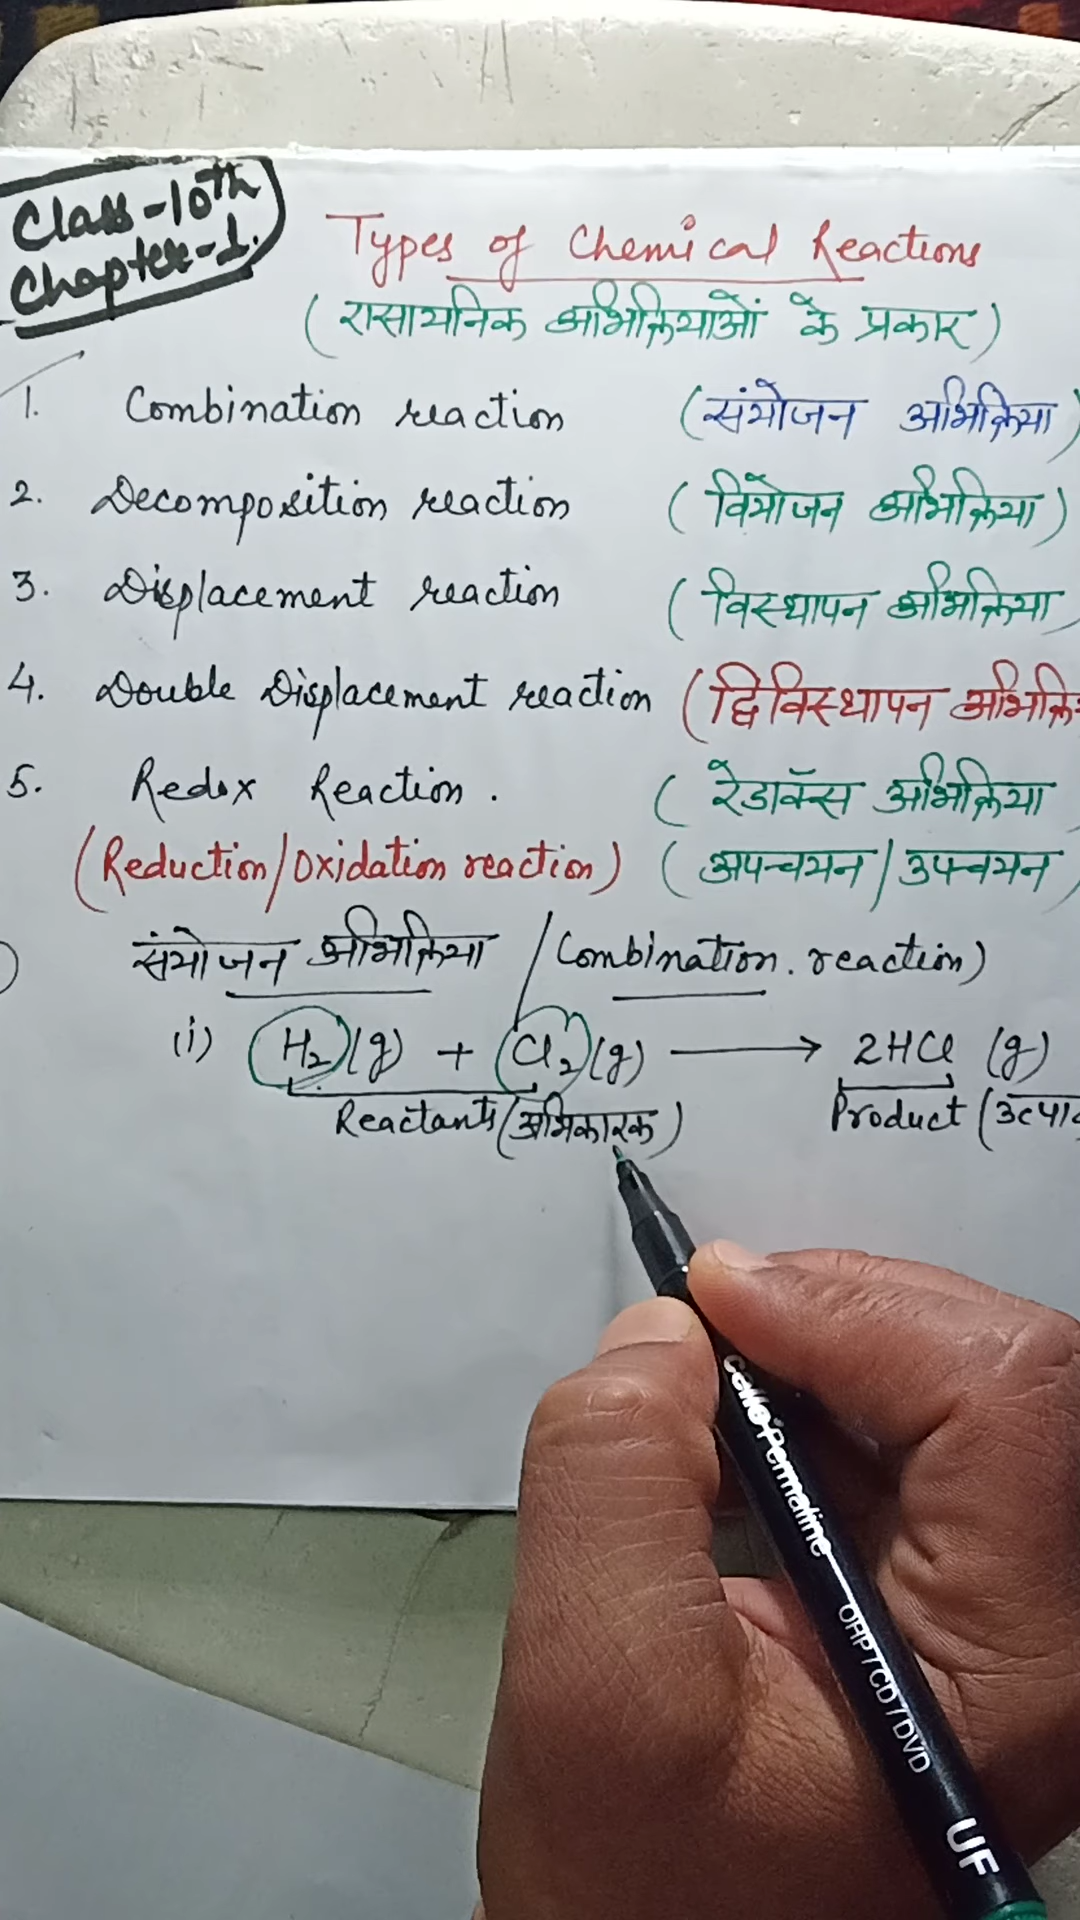 Class-10th
Chapter-1.
Types of Chemical Reactions
(रासायनिक अभिक्रियाओं के प्रकार)
1. Combination reaction (संयोजन अभिक्रिया)
2. Decomposition reaction (वियोजन अभिक्रिया)
3. Displacement reaction (विस्थापन अभिक्रिया)
4. Double Displacement reaction (द्विविस्थापन अभिक्रि
5. Redox Reaction. (रेडॉक्स अभिक्रिया
(Reduction/Oxidation reaction) (अपचयन/उपचयन)
संयोजन अभिक्रिया / Combination. reaction)
(i) H₂(g) + Cl₂(g) ⟶ 2HCl (g)
Reactants (अभिकारक) Product (उत्पाद
Cello Permaline OHP/CD/DVD UF